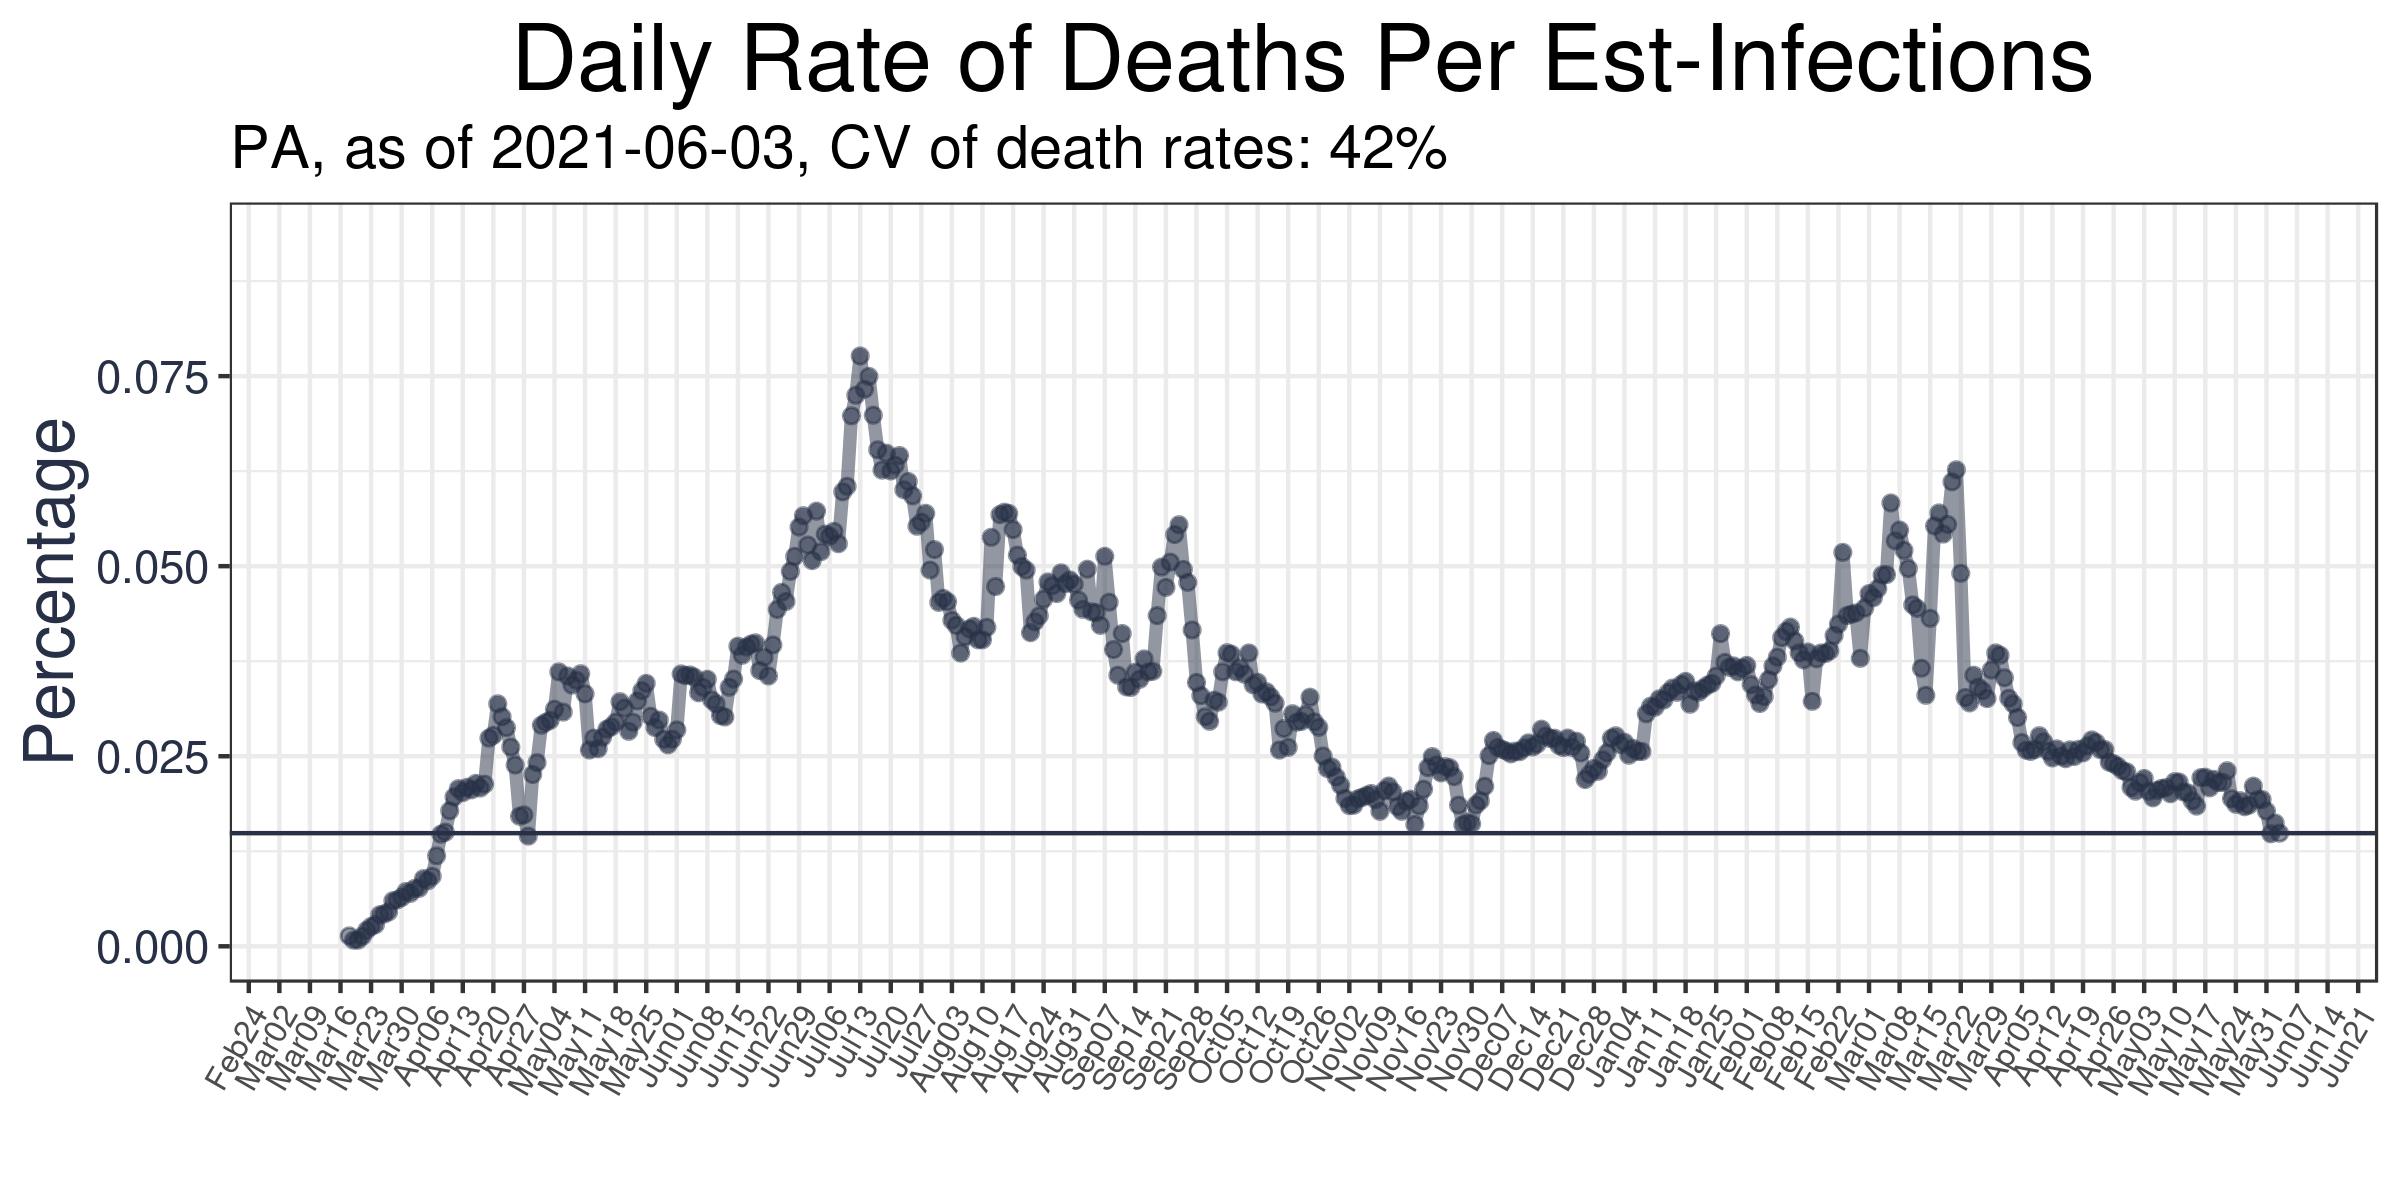 Daily Rate of Deaths Per Est-Infections
PA, as of 2021-06-03, CV of death rates: 42%
Percentage
0.075
0.050
0.025
0.000
Feb24
Mar02
Mar09
Mar16
Mar23
Mar30
Apr06
Apr13
Apr20
Apr27
May04
May11
May18
May25
Jun01
Jun08
Jun15
Jun22
Jun29
Jul06
Jul13
Jul20
Jul27
Aug03
Aug10
Aug17
Aug24
Aug31
Sep07
Sep14
Sep21
Sep28
Oct05
Oct12
Oct19
Oct26
Nov02
Nov09
Nov16
Nov23
Nov30
Dec07
Dec14
Dec21
Dec28
Jan04
Jan11
Jan18
Jan25
Feb01
Feb08
Feb15
Feb22
Mar01
Mar08
Mar15
Mar22
Mar29
Apr05
Apr12
Apr19
Apr26
May03
May10
May17
May24
May31
Jun07
Jun14
Jun21